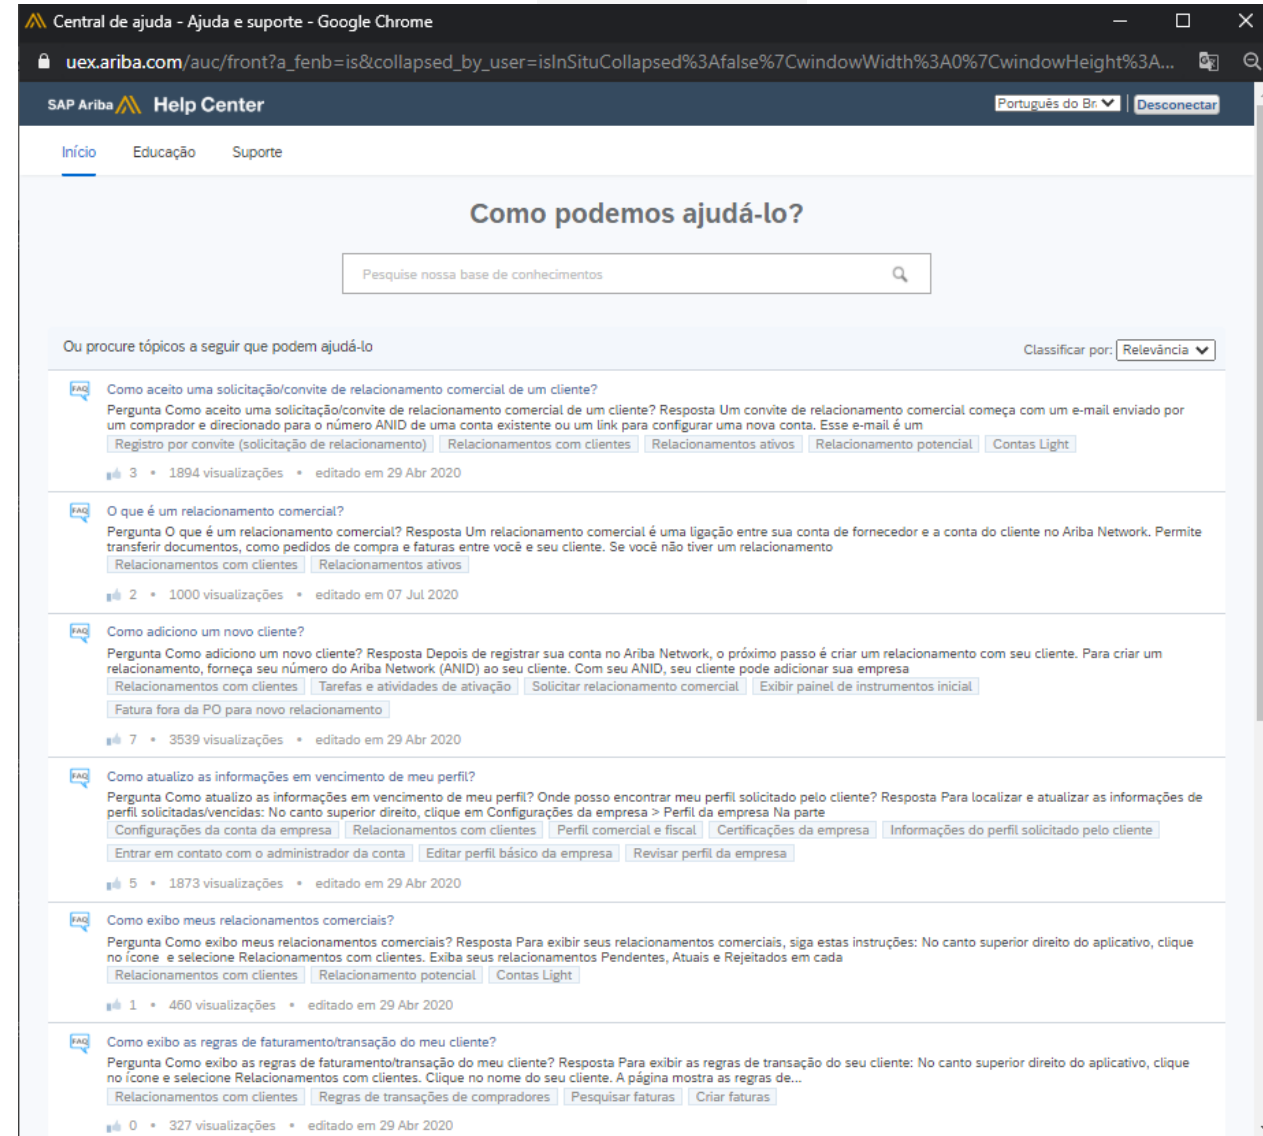 Central de ajuda - Ajuda e suporte - Google Chrome
uex.ariba.com/auc/front?a_fenb=is&collapsed_by_user=isInSituCollapsed%3Afalse%7CwindowWidth%3A0%7CwindowHeight%3A...
SAP Ariba Help Center
Português do Br
Desconectar
Início Educação Suporte
Como podemos ajudá-lo?
Pesquise nossa base de conhecimentos
Ou procure tópicos a seguir que podem ajudá-lo
Classificar por: Relevância
FAQ Como aceito uma solicitação/convite de relacionamento comercial de um cliente?
Pergunta Como aceito uma solicitação/convite de relacionamento comercial de um cliente? Resposta Um convite de relacionamento comercial começa com um e-mail enviado por
um comprador e direcionado para o número ANID de uma conta existente ou um link para configurar uma nova conta. Esse e-mail é um
Registro por convite (solicitação de relacionamento) Relacionamentos com clientes Relacionamentos ativos Relacionamento potencial Contas Light
3 • 1894 visualizações • editado em 29 Abr 2020
FAQ O que é um relacionamento comercial?
Pergunta O que é um relacionamento comercial? Resposta Um relacionamento comercial é uma ligação entre sua conta de fornecedor e a conta do cliente no Ariba Network. Permite
transferir documentos, como pedidos de compra e faturas entre você e seu cliente. Se você não tiver um relacionamento
Relacionamentos com clientes Relacionamentos ativos
2 • 1000 visualizações • editado em 07 Jul 2020
FAQ Como adiciono um novo cliente?
Pergunta Como adiciono um novo cliente? Resposta Depois de registrar sua conta no Ariba Network, o próximo passo é criar um relacionamento com seu cliente. Para criar um
relacionamento, forneça seu número do Ariba Network (ANID) ao seu cliente. Com seu ANID, seu cliente pode adicionar sua empresa
Relacionamentos com clientes Tarefas e atividades de ativação Solicitar relacionamento comercial Exibir painel de instrumentos inicial
Fatura fora da PO para novo relacionamento
7 • 3539 visualizações • editado em 29 Abr 2020
FAQ Como atualizo as informações em vencimento de meu perfil?
Pergunta Como atualizo as informações em vencimento de meu perfil? Onde posso encontrar meu perfil solicitado pelo cliente? Resposta Para localizar e atualizar as informações de
perfil solicitadas/vencidas: No canto superior direito, clique em Configurações da empresa > Perfil da empresa Na parte
Configurações da conta da empresa Relacionamentos com clientes Perfil comercial e fiscal Certificações da empresa Informações do perfil solicitado pelo cliente
Entrar em contato com o administrador da conta Editar perfil básico da empresa Revisar perfil da empresa
5 • 1873 visualizações • editado em 29 Abr 2020
FAQ Como exibo meus relacionamentos comerciais?
Pergunta Como exibo meus relacionamentos comerciais? Resposta Para exibir seus relacionamentos comerciais, siga estas instruções: No canto superior direito do aplicativo, clique
no ícone e selecione Relacionamentos com clientes. Exiba seus relacionamentos Pendentes, Atuais e Rejeitados em cada
Relacionamentos com clientes Relacionamento potencial Contas Light
1 • 460 visualizações • editado em 29 Abr 2020
FAQ Como exibo as regras de faturamento/transação do meu cliente?
Pergunta Como exibo as regras de faturamento/transação do meu cliente? Resposta Para exibir as regras de transação do seu cliente: No canto superior direito do aplicativo, clique
no ícone e selecione Relacionamentos com clientes. Clique no nome do seu cliente. A página mostra as regras de...
Relacionamentos com clientes Regras de transações de compradores Pesquisar faturas Criar faturas
0 • 327 visualizações • editado em 29 Abr 2020